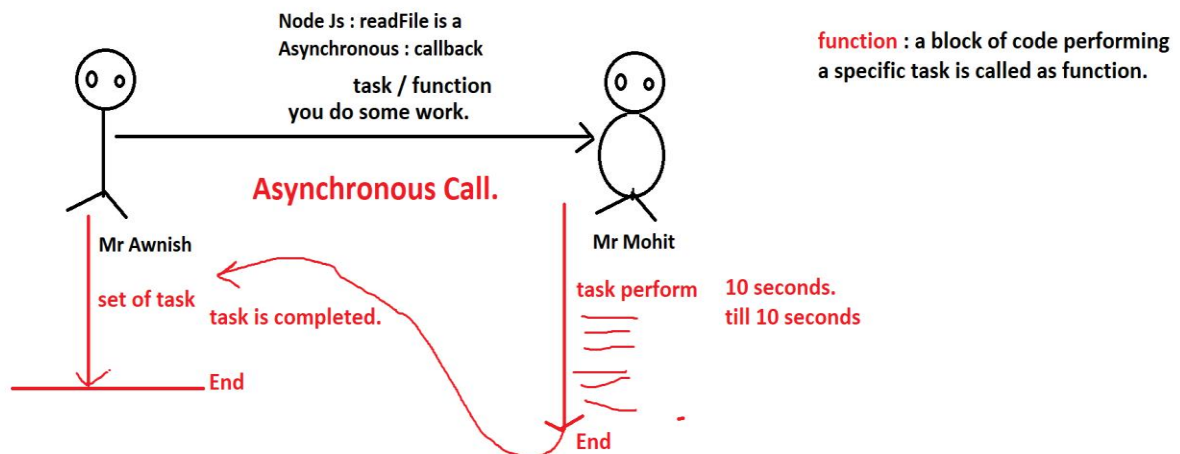 Node Js : readFile is a
Asynchronous : callback
task / function
you do some work.
function : a block of code performing
a specific task is called as function.
Asynchronous Call.
Mr Awnish
Mr Mohit
set of task
task is completed.
End
task perform
10 seconds.
till 10 seconds
End